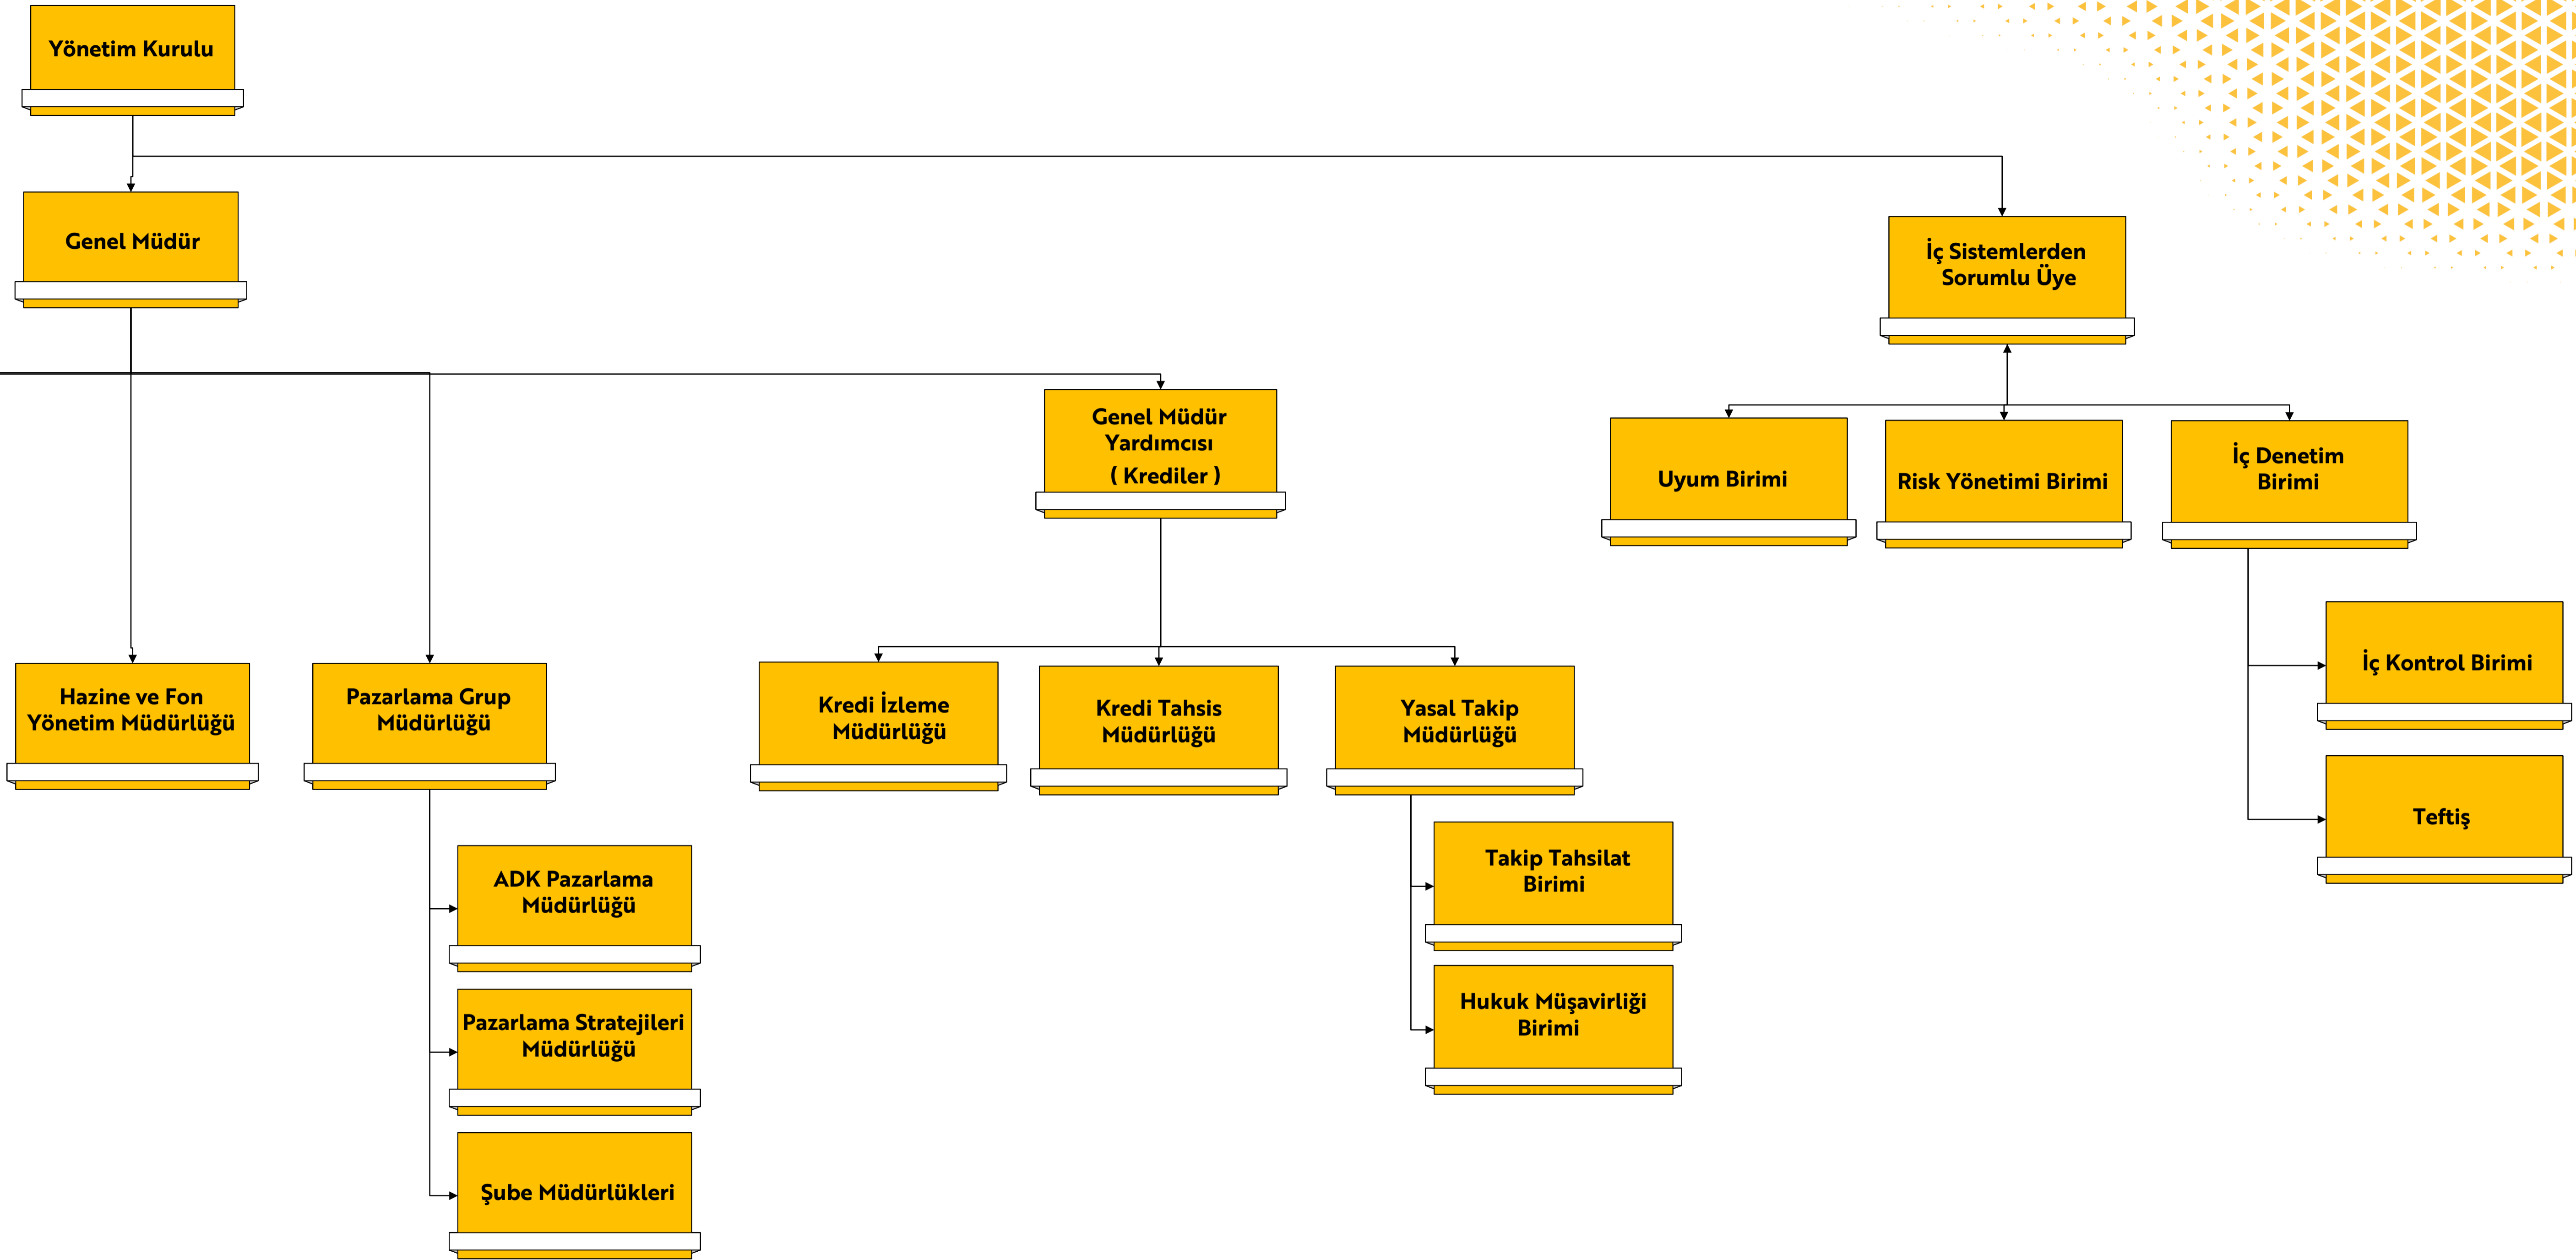 Yönetim Kurulu
Genel Müdür
İç Sistemlerden
Sorumlu Üye
Genel Müdür
Yardımcısı
( Krediler )
Uyum Birimi
Risk Yönetimi Birimi
İç Denetim
Birimi
Hazine ve Fon
Yönetim Müdürlüğü
Pazarlama Grup
Müdürlüğü
Kredi İzleme
Müdürlüğü
Kredi Tahsis
Müdürlüğü
Yasal Takip
Müdürlüğü
İç Kontrol Birimi
Teftiş
ADK Pazarlama
Müdürlüğü
Takip Tahsilat
Birimi
Pazarlama Stratejileri
Müdürlüğü
Hukuk Müşavirliği
Birimi
Şube Müdürlükleri